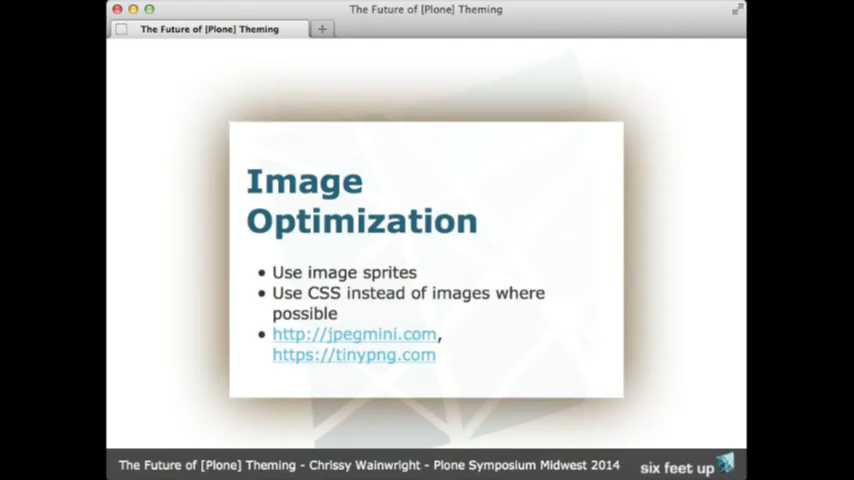 The Future of [Plone] Theming
The Future of [Plone] Theming
Image
Optimization
• Use image sprites
• Use CSS instead of images where
possible
• http://jpegmini.com,
https://tinypng.com
The Future of [Plone] Theming - Chrissy Wainwright - Plone Symposium Midwest 2014
six feet up